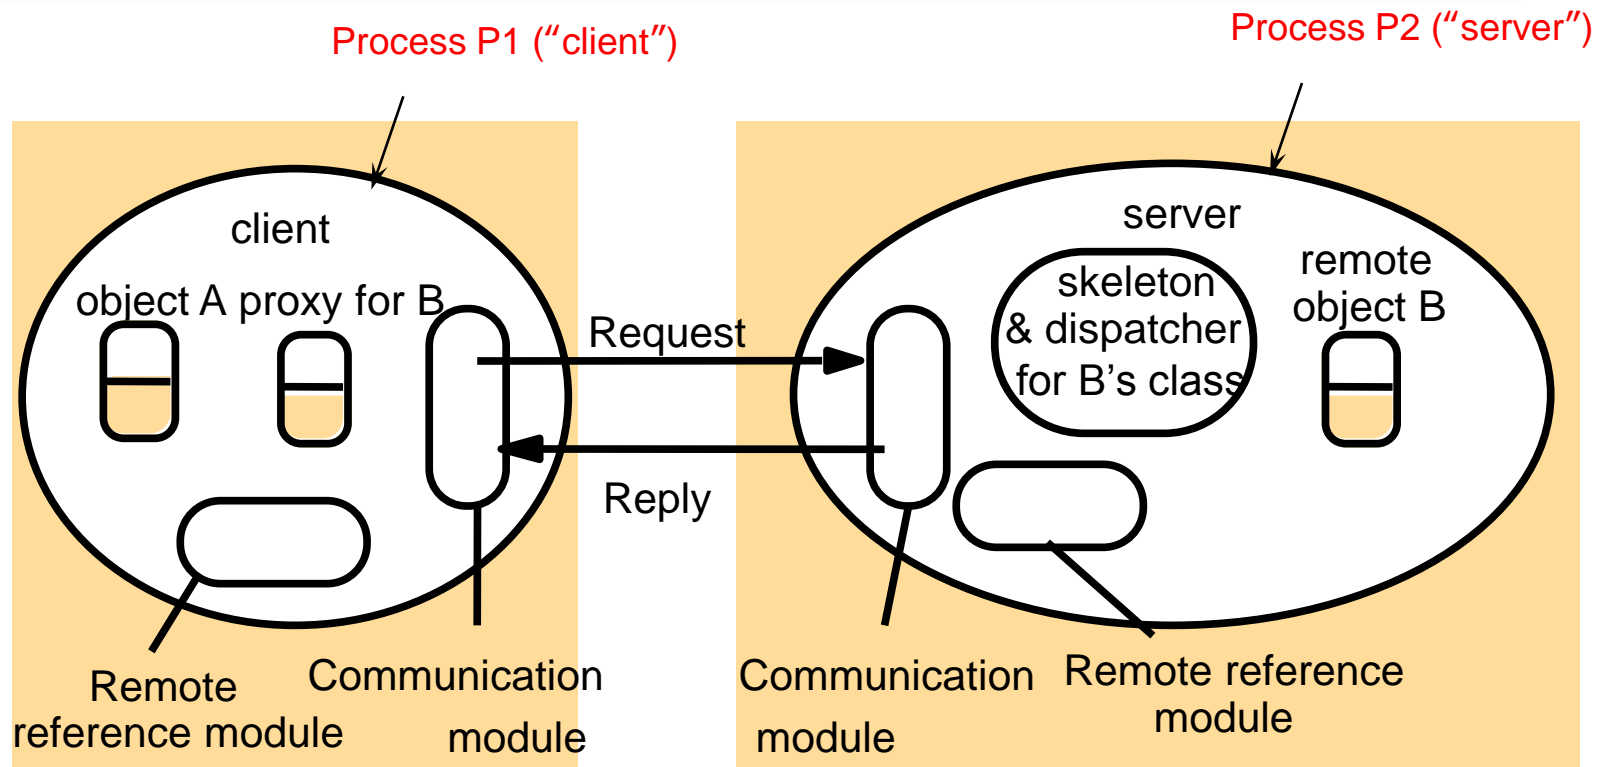 Process P1 (“client”)
Process P2 (“server”)
client
object A proxy for B
Request
Reply
server
skeleton
& dispatcher
for B’s class
remote
object B
Remote
reference module
Communication
module
Communication
module
Remote reference
module